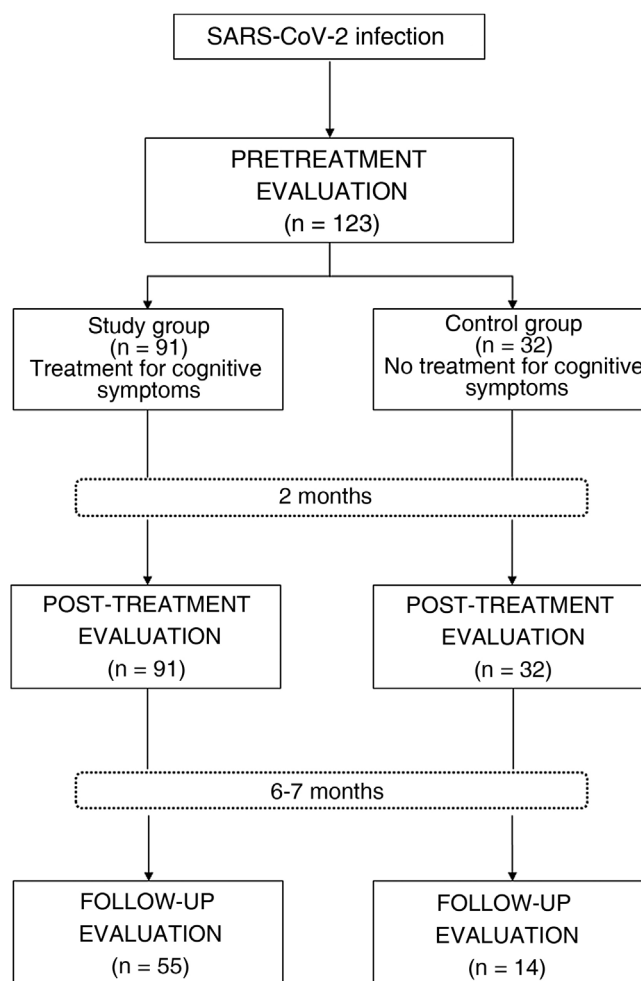 SARS-CoV-2 infection
PRETREATMENT
EVALUATION
(n = 123)
Study group
(n = 91)
Treatment for cognitive
symptoms
Control group
(n = 32)
No treatment for cognitive
symptoms
2 months
POST-TREATMENT
EVALUATION
(n = 91)
POST-TREATMENT
EVALUATION
(n = 32)
6-7 months
FOLLOW-UP
EVALUATION
(n = 55)
FOLLOW-UP
EVALUATION
(n = 14)